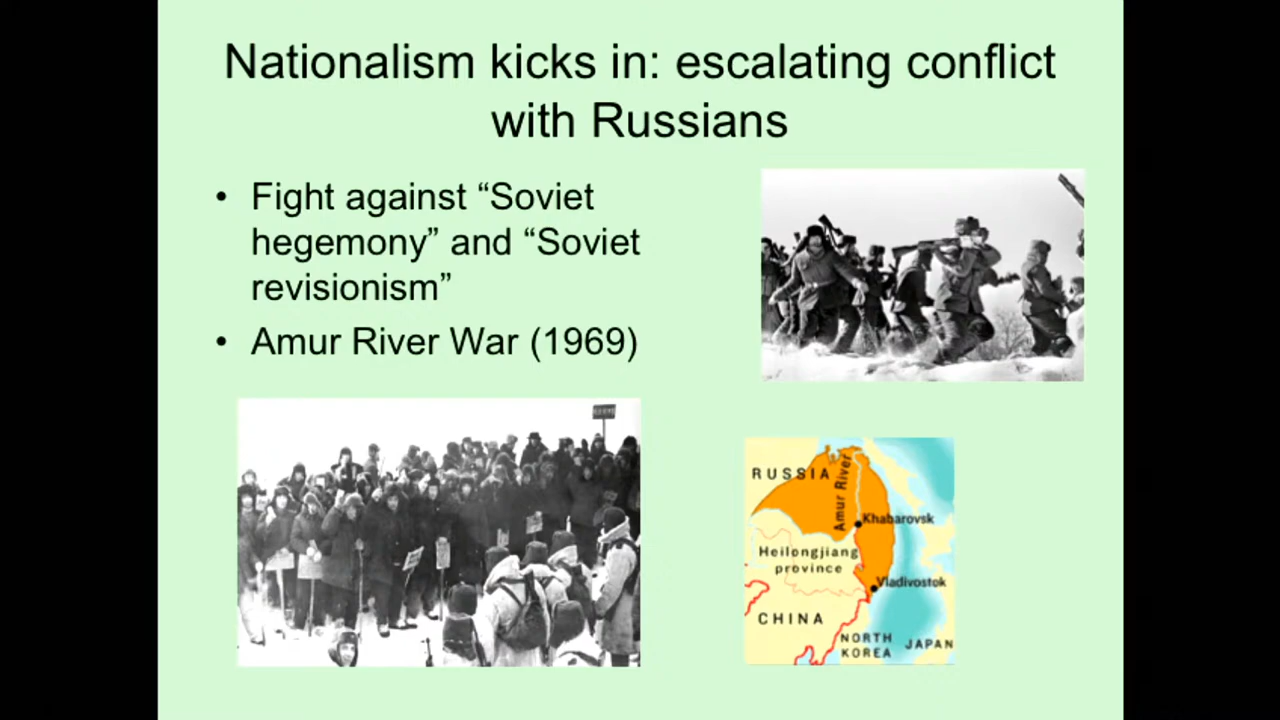 Nationalism kicks in: escalating conflict
with Russians
• Fight against “Soviet
hegemony” and “Soviet
revisionism”
• Amur River War (1969)
RUSSIA
Amur River
Khabarovsk
Heilongjiang
province
Vladivostok
CHINA
NORTH
KOREA
JAPAN